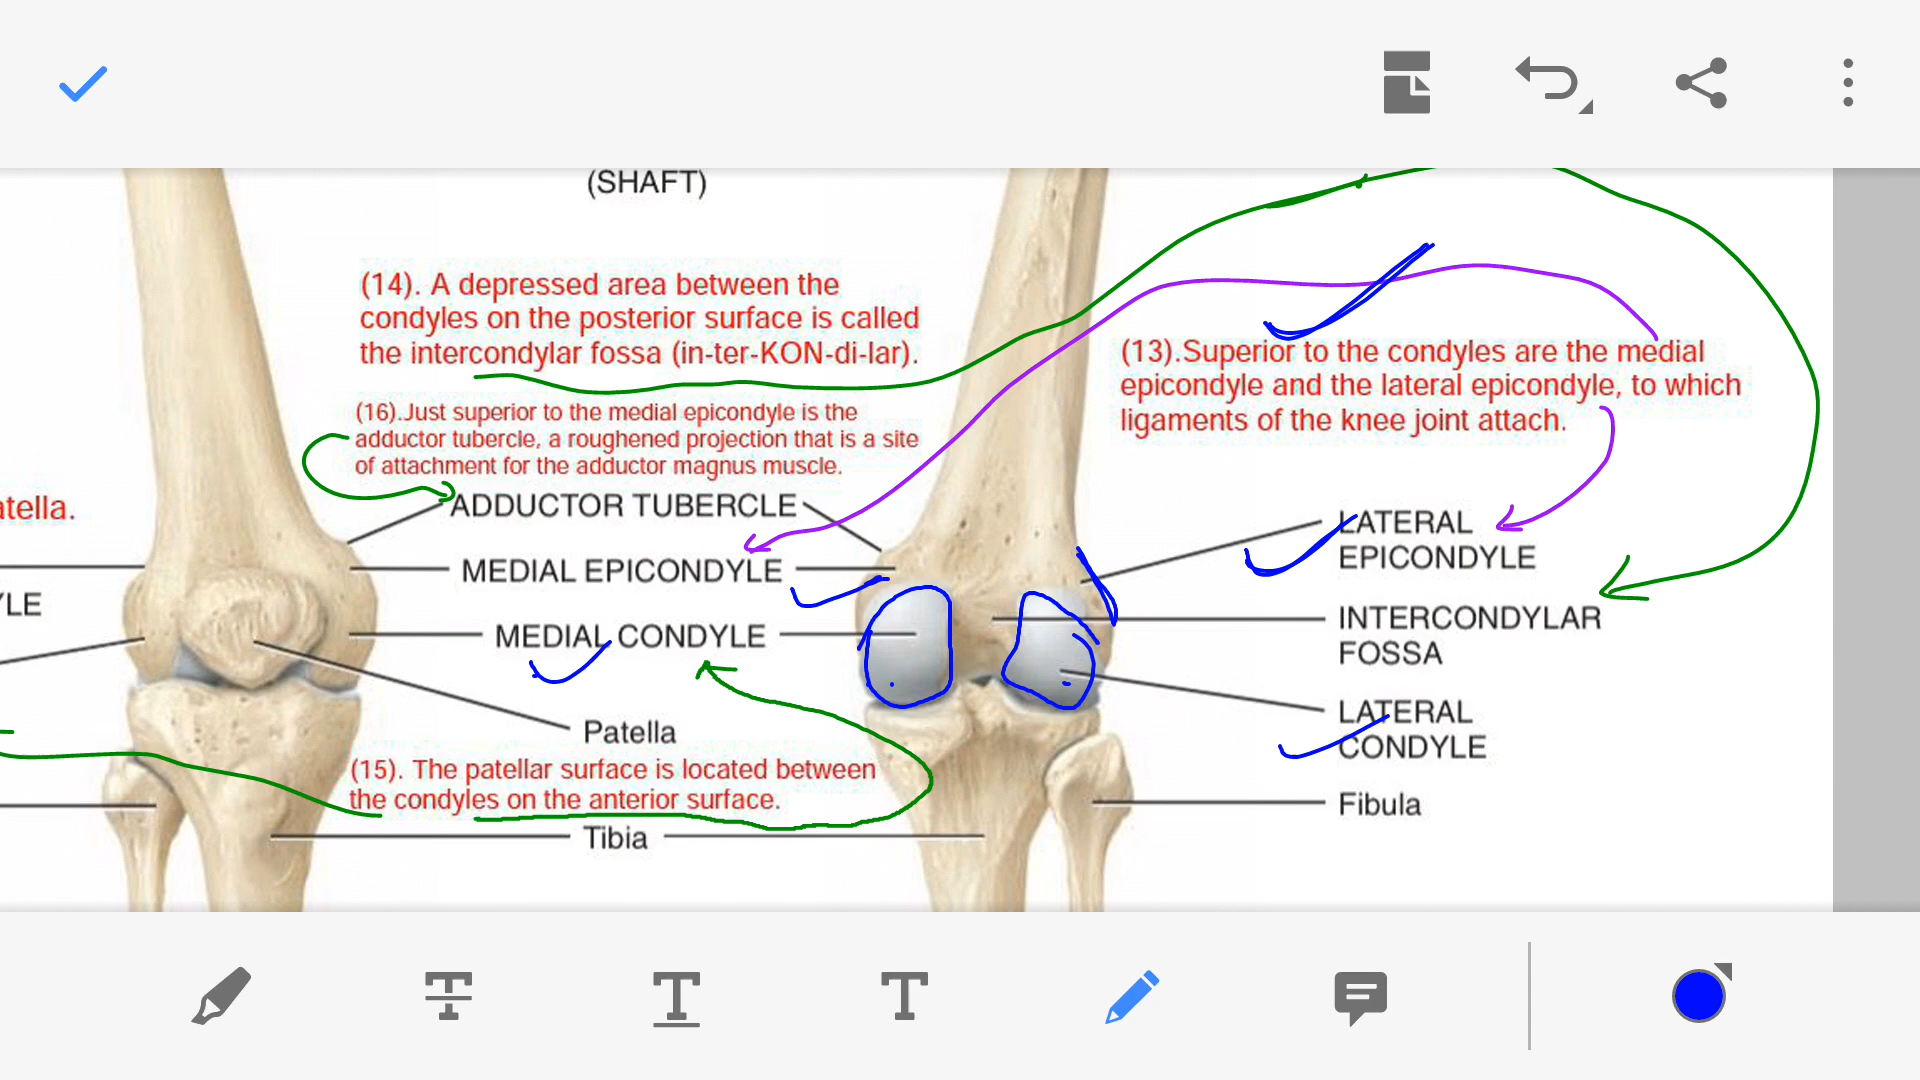 (SHAFT)
(14). A depressed area between the
condyles on the posterior surface is called
the intercondylar fossa (in-ter-KON-di-lar).
(13).Superior to the condyles are the medial
epicondyle and the lateral epicondyle, to which
ligaments of the knee joint attach.
(16).Just superior to the medial epicondyle is the
adductor tubercle, a roughened projection that is a site
of attachment for the adductor magnus muscle.
atella.
ADDUCTOR TUBERCLE
LATERAL
EPICONDYLE
MEDIAL EPICONDYLE
YLE
INTERCONDYLAR
FOSSA
MEDIAL CONDYLE
LATERAL
CONDYLE
Patella
(15). The patellar surface is located between
the condyles on the anterior surface.
Fibula
Tibia